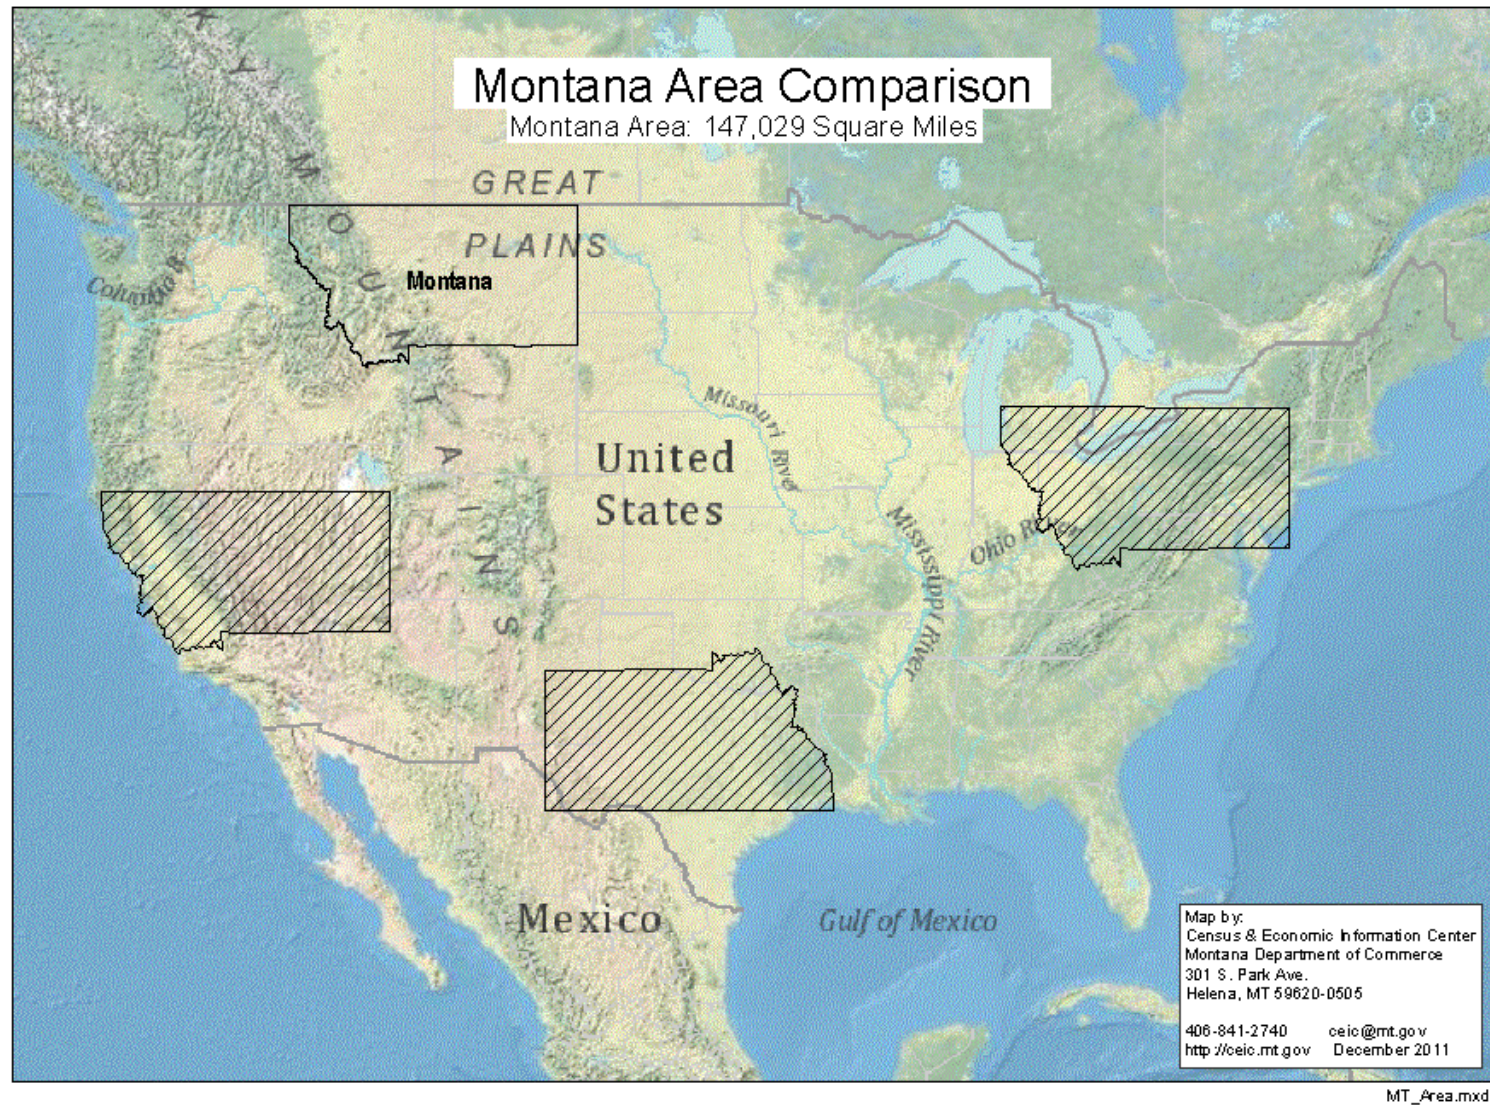 Montana Area Comparison
Montana Area: 147,029 Square Miles
K Y
M O U N T A I N S
GREAT
PLAINS
Montana
Columbia R
Missouri River
United
States
Mississippi River
Ohio River
Mexico
Gulf of Mexico
Map by:
Census & Economic Information Center
Montana Department of Commerce
301 S. Park Ave.
Helena, MT 59620-0505
406-841-2740 ceic@mt.gov
http://ceic.mt.gov December 2011
MT_Area.mxd